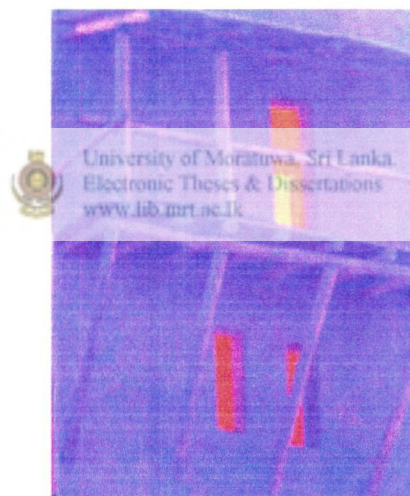 University of Moratuwa, Sri Lanka.
Electronic Theses & Dissertations
www.lib.mrt.ac.lk